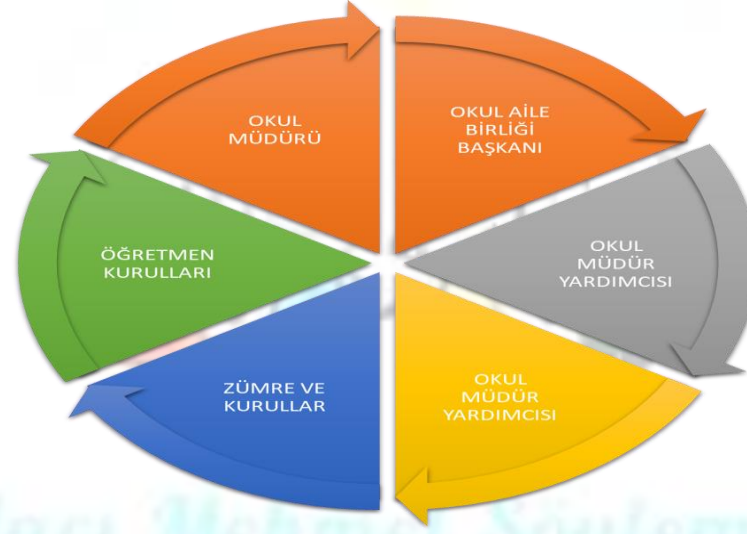 OKUL
MÜDÜRÜ
OKUL AİLE
BİRLİĞİ
BAŞKANI
OKUL
MÜDÜR
YARDIMCISI
OKUL
MÜDÜR
YARDIMCISI
ZÜMRE VE
KURULLAR
ÖĞRETMEN
KURULLARI